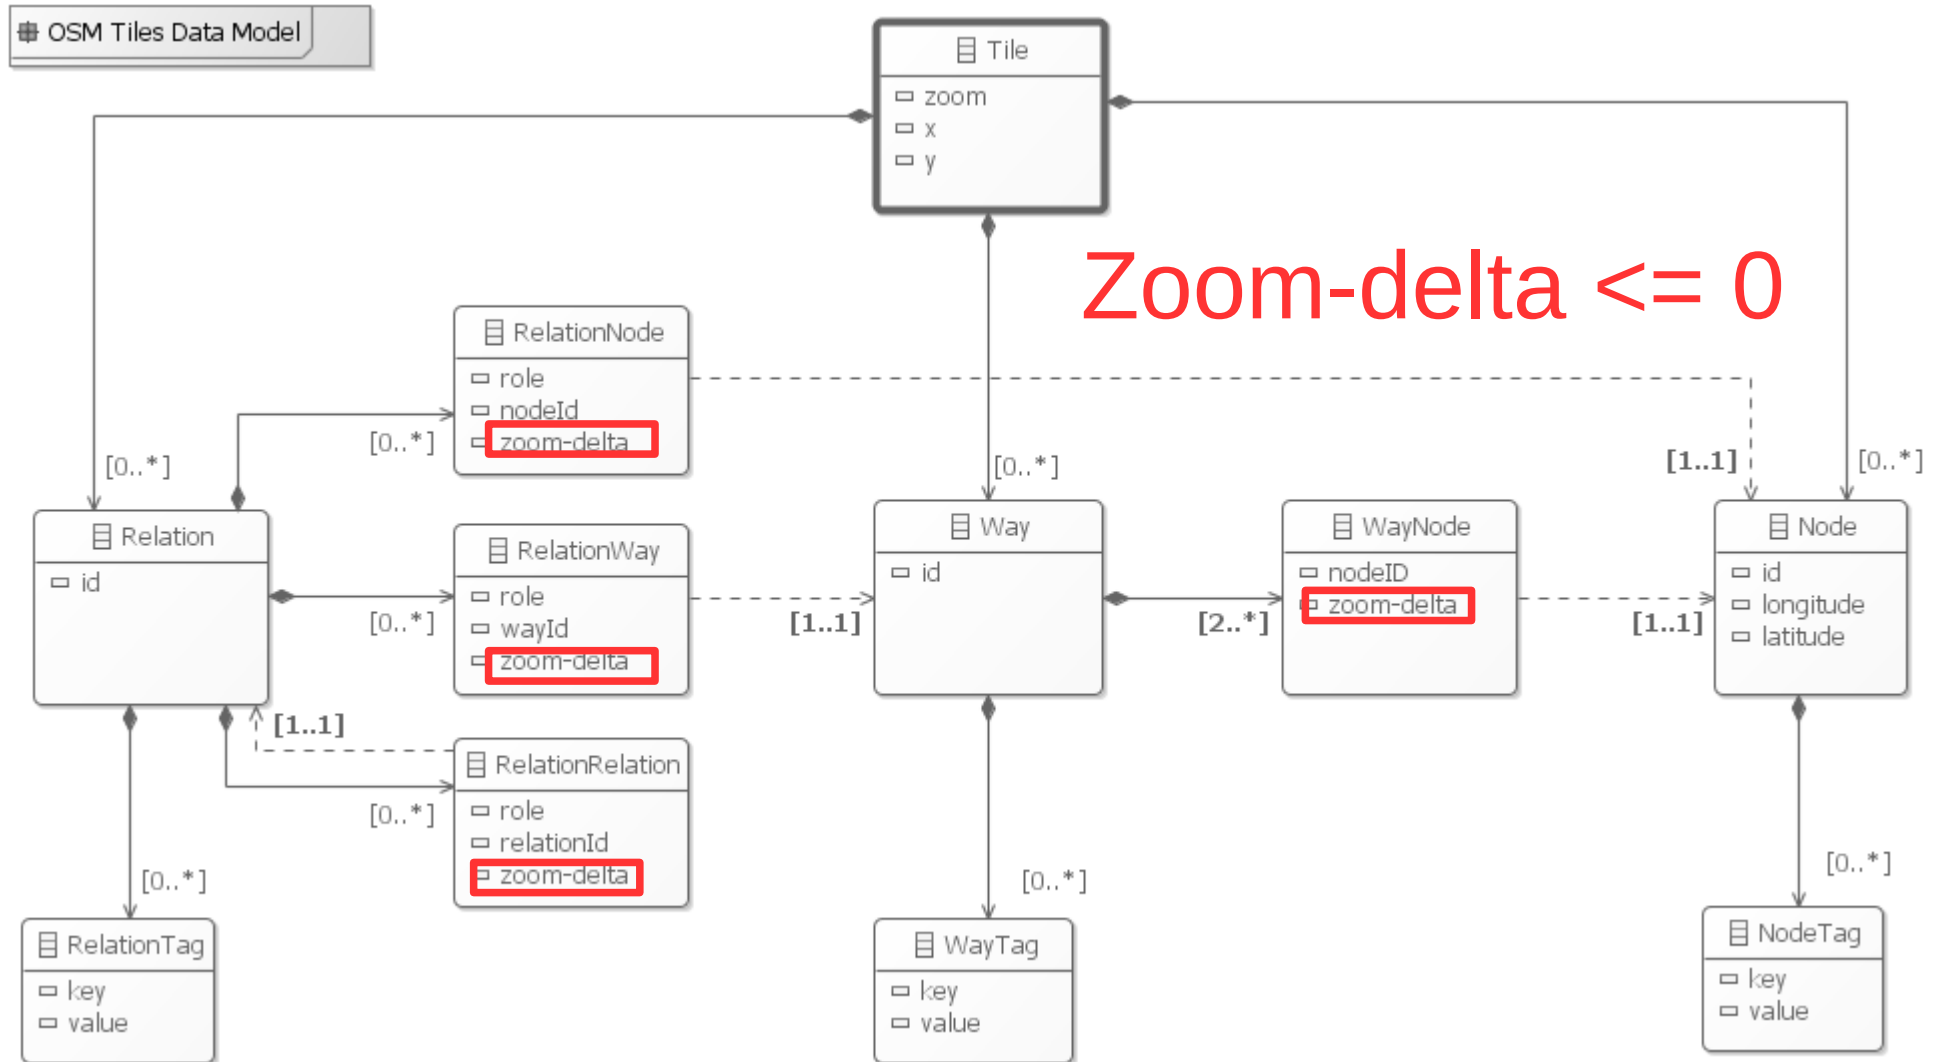 OSM Tiles Data Model
Tile
zoom
x
y
Zoom-delta <= 0
RelationNode
role
nodeId
zoom-delta
[0..*]
[0..*]
[0..*]
[1..1]
[0..*]
Relation
id
RelationWay
role
wayId
zoom-delta
[0..*]
[1..1]
Way
id
[2..*]
WayNode
nodeID
zoom-delta
[1..1]
Node
id
longitude
latitude
[1..1]
RelationRelation
role
relationId
zoom-delta
[0..*]
[0..*]
[0..*]
[0..*]
RelationTag
key
value
WayTag
key
value
NodeTag
key
value